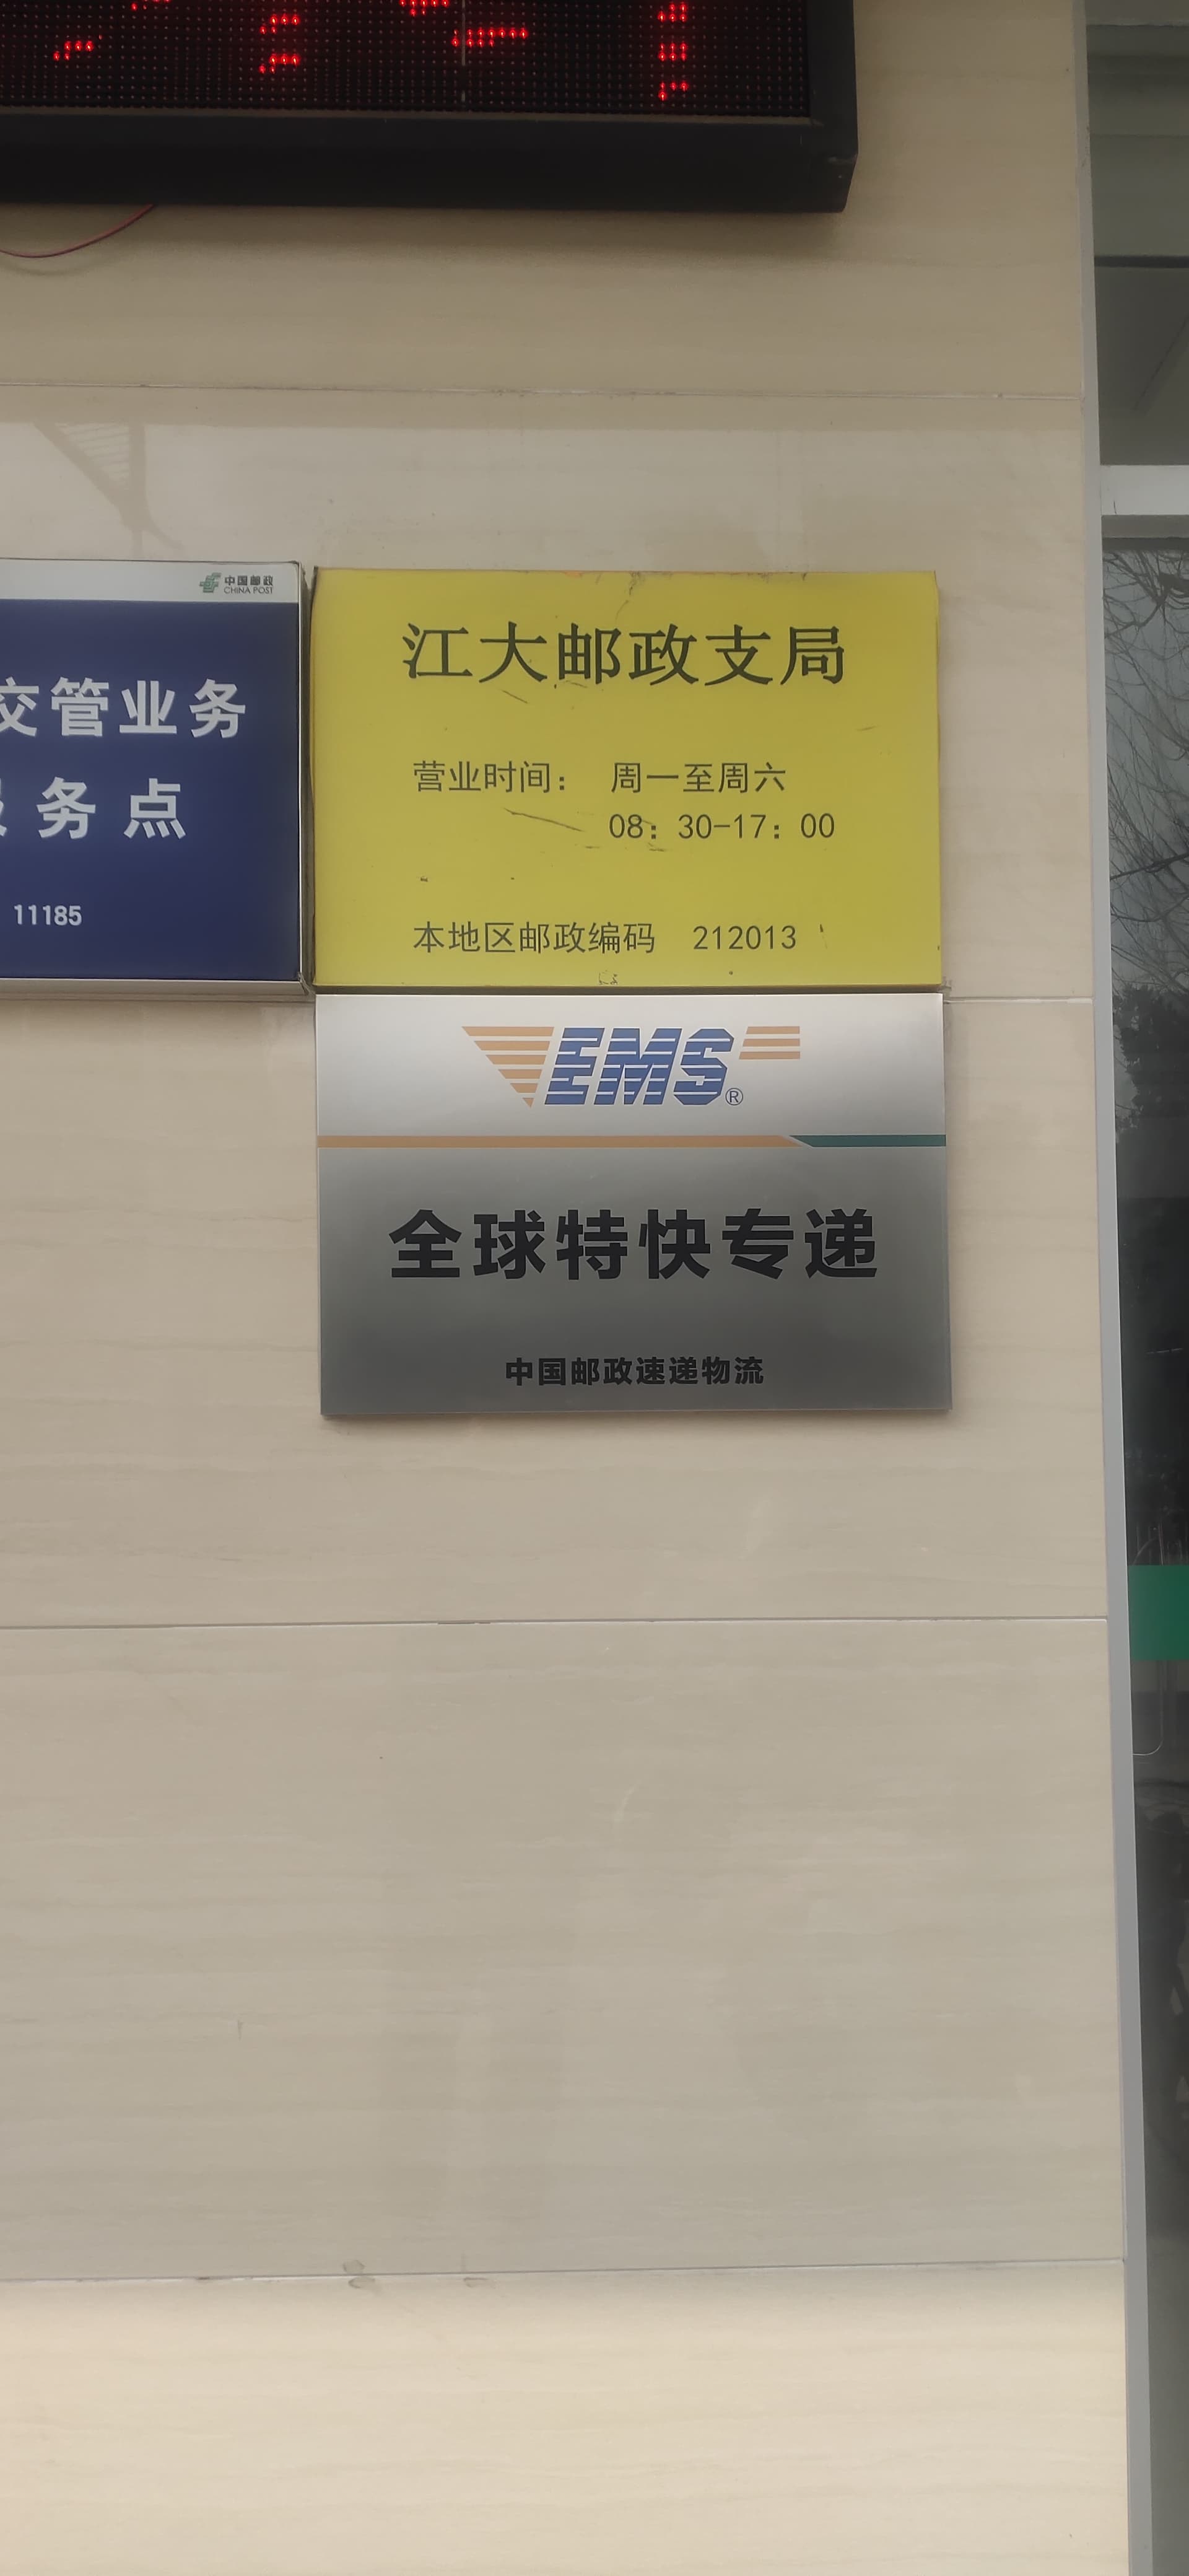 中国邮政
CHINA POST
交管业务
服务点
11185
江大邮政支局
营业时间： 周一至周六
08：30-17：00
本地区邮政编码 212013
EMS®
全球特快专递
中国邮政速递物流